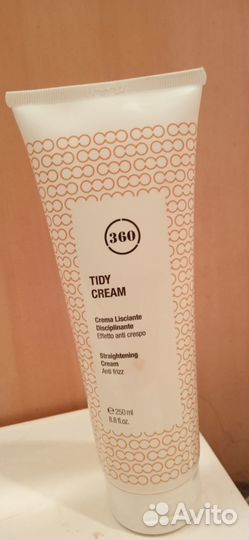 360
TIDY
CREAM
Crema Lisciante
Disciplinante
Effetto anti crespo
Straightening
Cream
Anti frizz
e 250 ml
8.8 fl.oz.
Avito